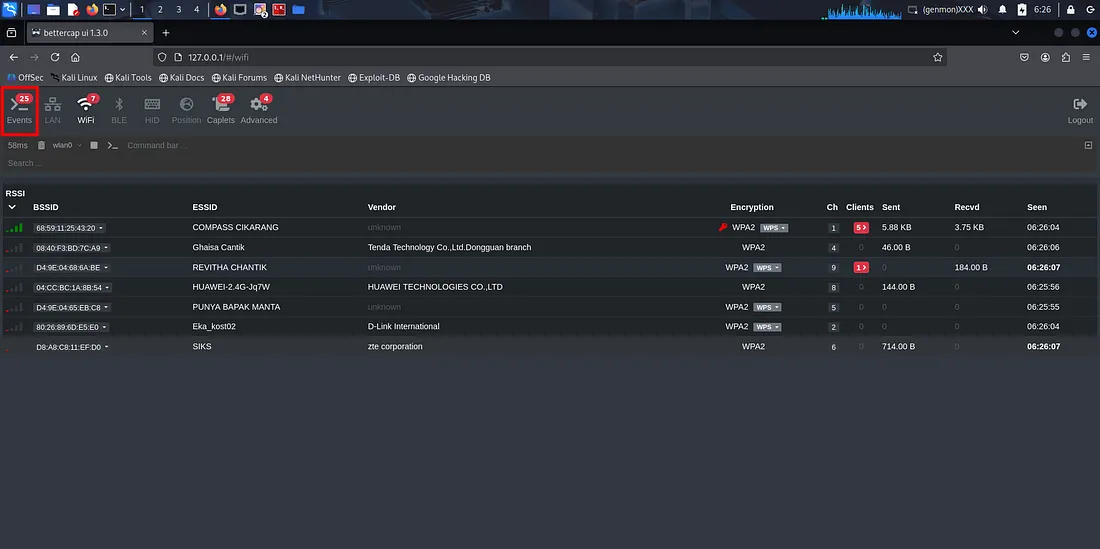 1 2 3 4 2 (genmon)XXX 6:26
bettercap ui 1.3.0
127.0.0.1/#/wifi
OffSec Kali Linux Kali Tools Kali Docs Kali Forums Kali NetHunter Exploit-DB Google Hacking DB
25 7 28 4
Events LAN WiFi BLE HID Position Caplets Advanced Logout
58ms wlan0 Command bar ...
Search ...
RSSI
BSSID ESSID Vendor Encryption Ch Clients Sent Recvd Seen
68:59:11:25:43:20 COMPASS CIKARANG unknown WPA2 WPS 1 5 5.88 KB 3.75 KB 06:26:04
08:40:F3:BD:7C:A9 Ghaisa Cantik Tenda Technology Co.,Ltd.Dongguan branch WPA2 4 0 46.00 B 0 06:26:06
D4:9E:04:68:6A:BE REVITHA CHANTIK unknown WPA2 WPS 9 1 0 184.00 B 06:26:07
04:CC:BC:1A:8B:54 HUAWEI-2.4G-Jq7W HUAWEI TECHNOLOGIES CO.,LTD WPA2 8 0 144.00 B 0 06:25:56
D4:9E:04:65:EB:C8 PUNYA BAPAK MANTA unknown WPA2 WPS 5 0 0 0 06:25:55
80:26:89:6D:E5:E0 Eka_kost02 D-Link International WPA2 WPS 2 0 0 0 06:26:04
D8:A8:C8:11:EF:D0 SIKS zte corporation WPA2 6 0 714.00 B 0 06:26:07